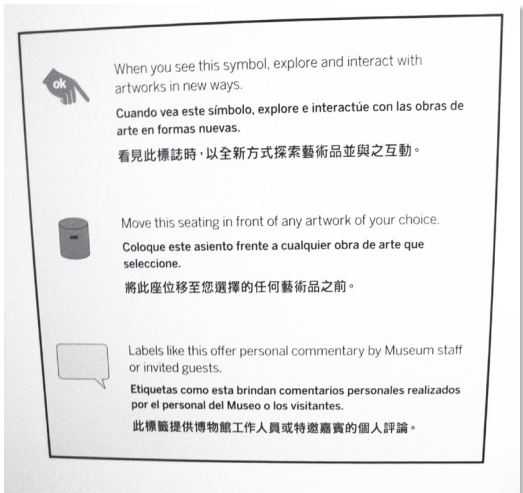 ok
When you see this symbol, explore and interact with
artworks in new ways.
Cuando vea este símbolo, explore e interactúe con las obras de
arte en formas nuevas.
看見此標誌時，以全新方式探索藝術品並與之互動。
Move this seating in front of any artwork of your choice.
Coloque este asiento frente a cualquier obra de arte que
seleccione.
將此座位移至您選擇的任何藝術品之前。
Labels like this offer personal commentary by Museum staff
or invited guests.
Etiquetas como esta brindan comentarios personales realizados
por el personal del Museo o los visitantes.
此標籤提供博物館工作人員或特邀嘉賓的個人評論。